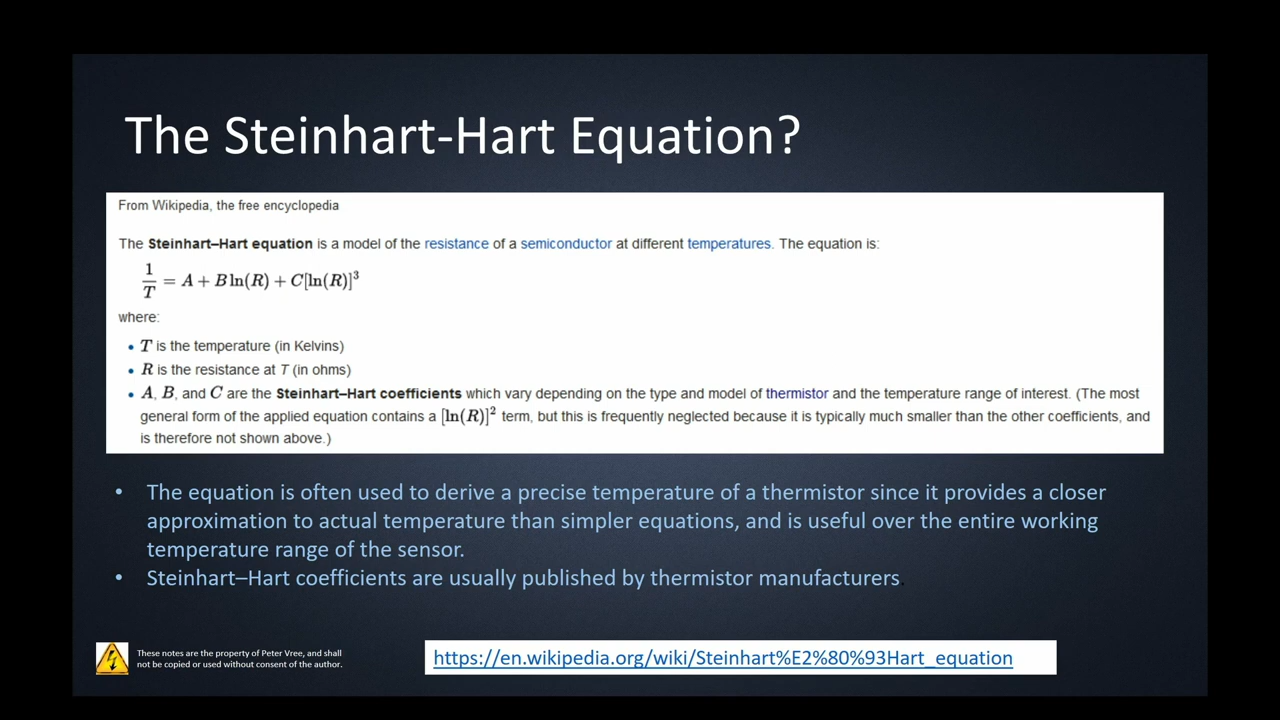 The Steinhart-Hart Equation?
From Wikipedia, the free encyclopedia
The Steinhart–Hart equation is a model of the resistance of a semiconductor at different temperatures. The equation is:
1/T = A + B ln(R) + C[ln(R)]³
where:
• T is the temperature (in Kelvins)
• R is the resistance at T (in ohms)
• A, B, and C are the Steinhart–Hart coefficients which vary depending on the type and model of thermistor and the temperature range of interest. (The most
general form of the applied equation contains a [ln(R)]² term, but this is frequently neglected because it is typically much smaller than the other coefficients, and
is therefore not shown above.)
• The equation is often used to derive a precise temperature of a thermistor since it provides a closer
approximation to actual temperature than simpler equations, and is useful over the entire working
temperature range of the sensor.
• Steinhart–Hart coefficients are usually published by thermistor manufacturers.
These notes are the property of Peter Vree, and shall
not be copied or used without consent of the author.
https://en.wikipedia.org/wiki/Steinhart%E2%80%93Hart_equation